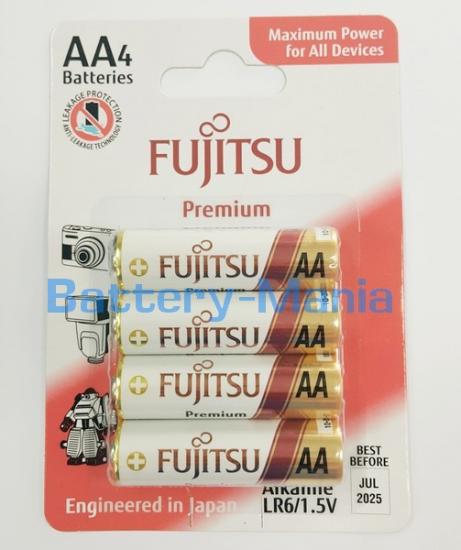 AA4
Batteries
LEAKAGE PROTECTION
ANTI-LEAKAGE TECHNOLOGY
Maximum Power
for All Devices
FUJITSU
Premium
FUJITSU AA
Premium
Battery-Mania
FUJITSU AA
FUJITSU AA
Premium
FUJITSU AA
Engineered in Japan
Alkaline
LR6/1.5V
BEST
BEFORE
JUL
2025